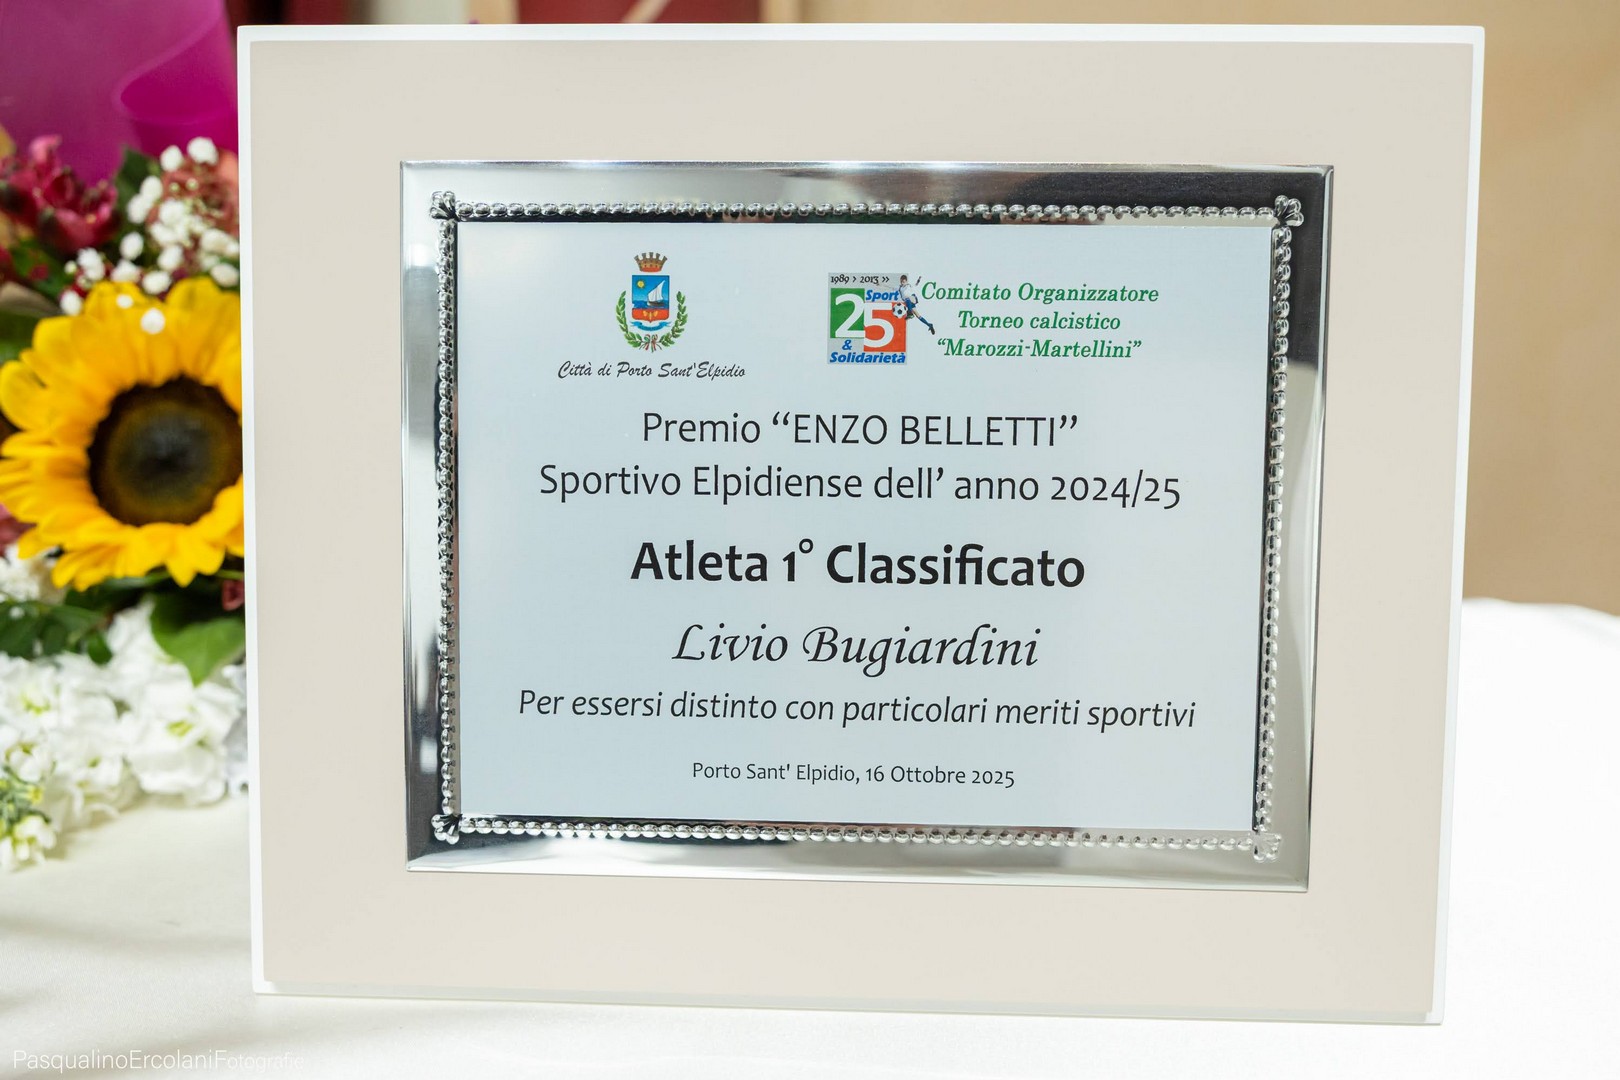 Città di Porto Sant'Elpidio
1989 > 2013 >>
25
Sport
&
Solidarietà
Comitato Organizzatore
Torneo calcistico
“Marozzi-Martellini”
Premio “ENZO BELLETTI”
Sportivo Elpidiense dell’ anno 2024/25
Atleta 1° Classificato
Livio Bugiardini
Per essersi distinto con particolari meriti sportivi
Porto Sant' Elpidio, 16 Ottobre 2025
PasqualinoErcolaniFotografie